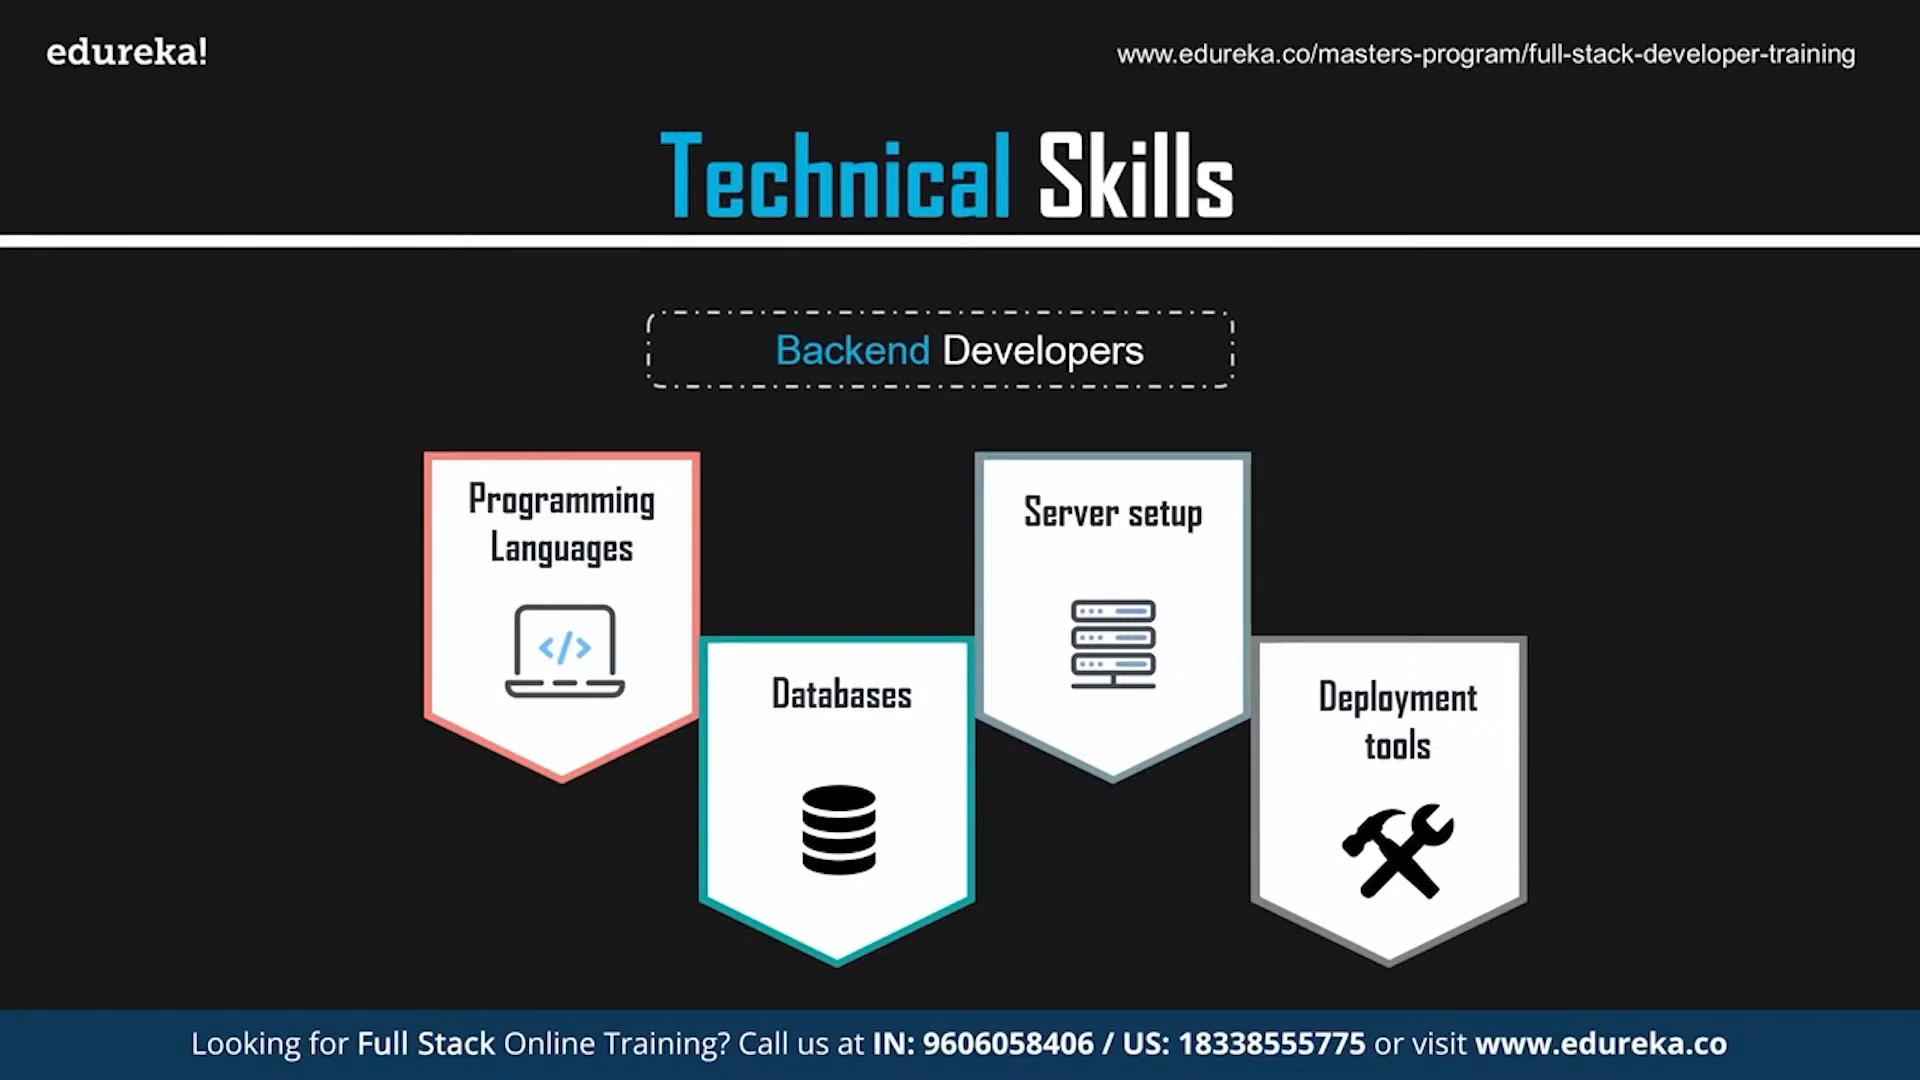 edureka!
www.edureka.co/masters-program/full-stack-developer-training
Technical Skills
Backend Developers
Programming
Languages
</>
Databases
Server setup
Deployment
tools
Looking for Full Stack Online Training? Call us at IN: 9606058406 / US: 18338555775 or visit www.edureka.co